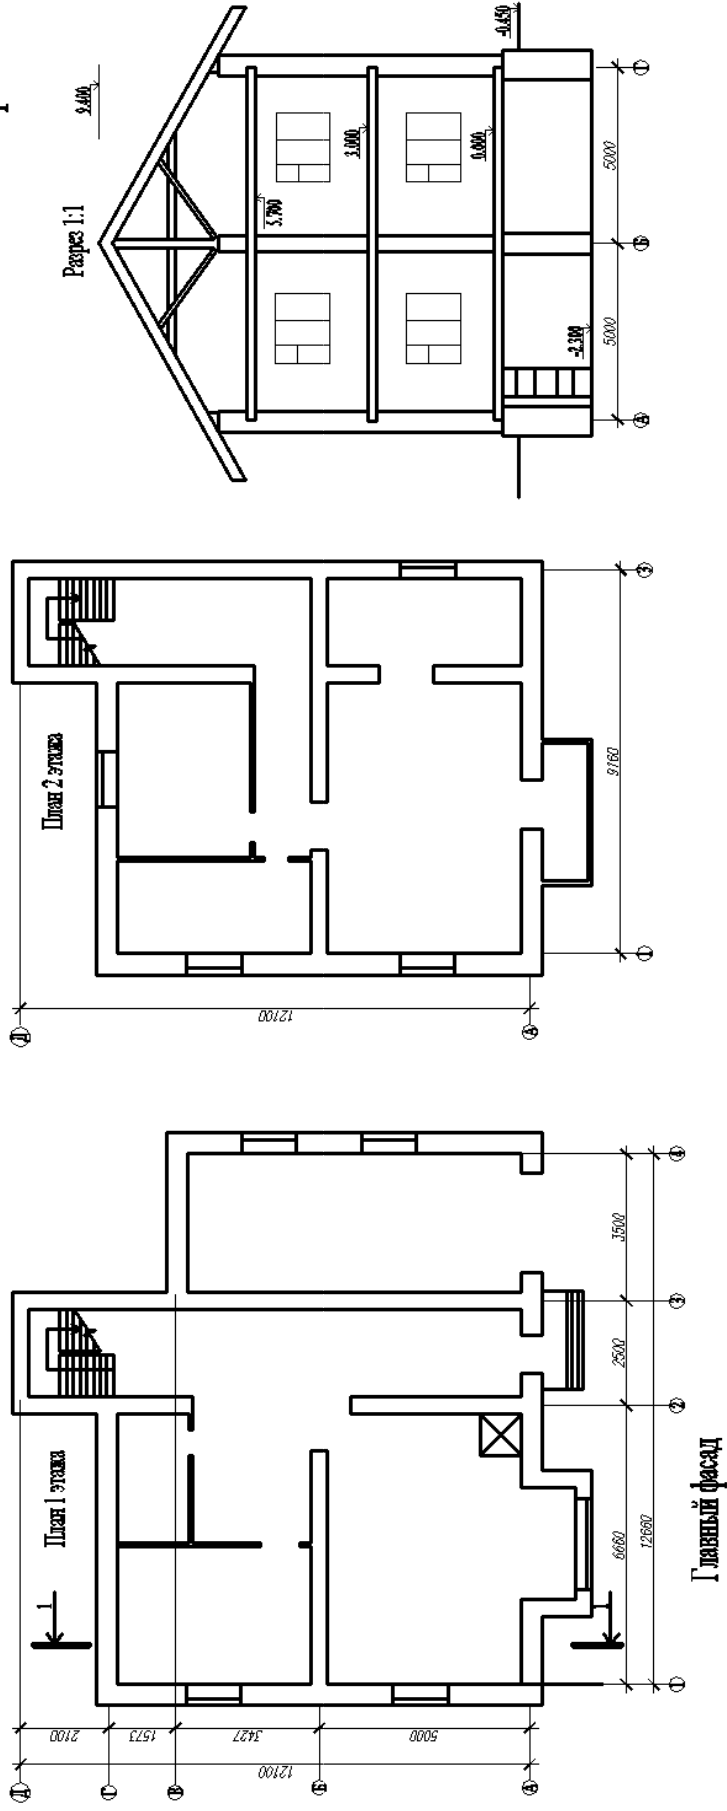 Разрез 1:1
9.400
5.700
3.000
0.000
-0.450
-2.300
5000
5000
А
Б
Г
План 2 этажа
12100
9160
Д
А
1
3
План 1 этажа
1
1
2100
1573
3427
5000
12100
Д
Г
В
Б
А
6660
2500
3500
12660
1
2
3
4
Главный фасад